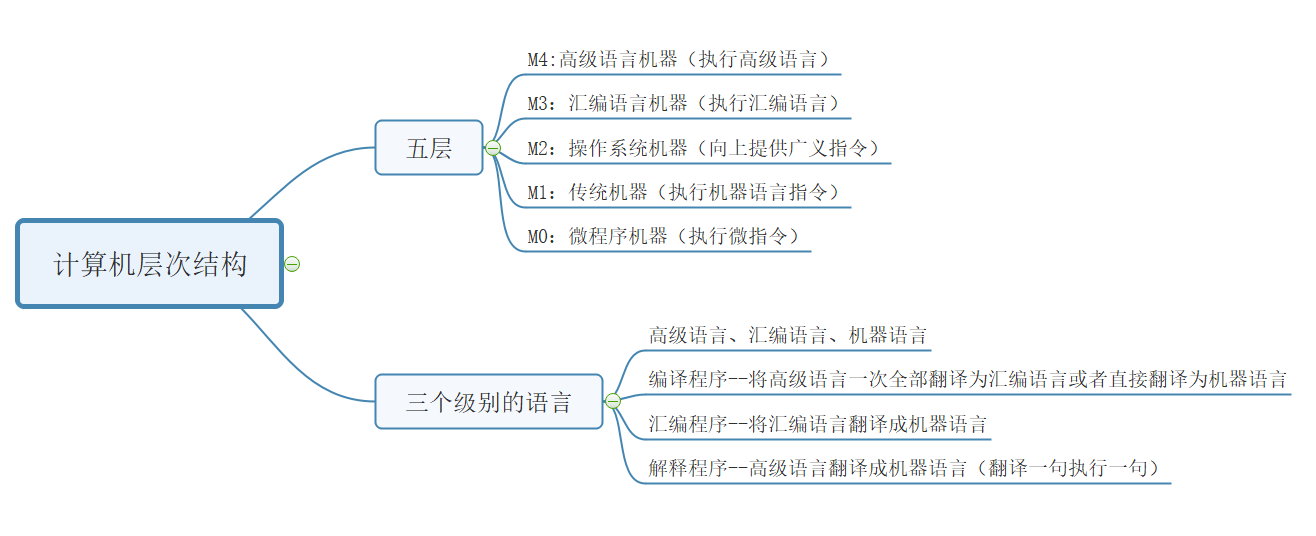 计算机层次结构
五层
M4:高级语言机器（执行高级语言）
M3：汇编语言机器（执行汇编语言）
M2：操作系统机器（向上提供广义指令）
M1：传统机器（执行机器语言指令）
M0：微程序机器（执行微指令）
三个级别的语言
高级语言、汇编语言、机器语言
编译程序--将高级语言一次全部翻译为汇编语言或者直接翻译为机器语言
汇编程序--将汇编语言翻译成机器语言
解释程序--高级语言翻译成机器语言（翻译一句执行一句）